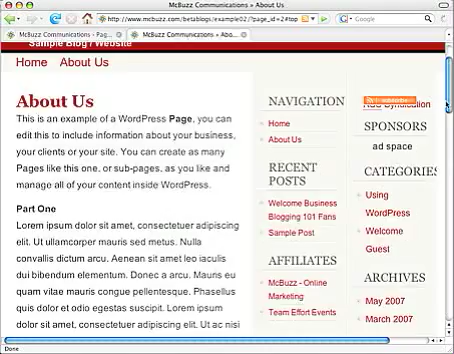 McBuzz Communications » About Us
http://www.mcbuzz.com/betablogs/example02/?page_id=2#top
Google
McBuzz Communications - Pag...
McBuzz Communications » Abo...
Sample Blog / Website
Home About Us
About Us
This is an example of a WordPress Page, you can
edit this to include information about your business,
your clients or your site. You can create as many
Pages like this one, or sub-pages, as you like and
manage all of your content inside WordPress.
Part One
Lorem ipsum dolor sit amet, consectetuer adipiscing
elit. Ut ullamcorper mauris sed metus. Nulla
convallis dictum arcu. Aenean sit amet leo iaculis
dui bibendum elementum. Donec a arcu. Mauris eu
quam vitae mauris congue pellentesque. Phasellus
quis dolor et odio egestas suscipit. Lorem ipsum
dolor sit amet, consectetuer adipiscing elit. Ut ac nisi
NAVIGATION
Home
About Us
RECENT
POSTS
Welcome Business
Blogging 101 Fans
Sample Post
AFFILIATES
McBuzz - Online
Marketing
Team Effort Events
Syndication
SPONSORS
ad space
CATEGORIES
Using
WordPress
Welcome
Guest
ARCHIVES
May 2007
March 2007
Done